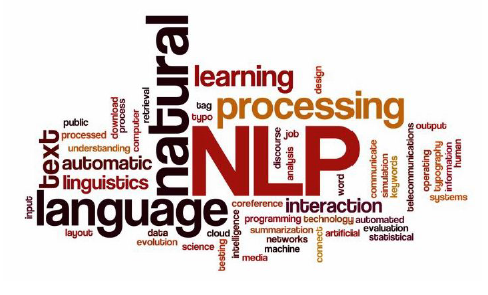 natural
learning
design
processing
tag
typo
retrieval
computer
process
download
public
processed
understanding
text
automatic
linguistics
NLP
discourse
analysis
job
word
communicate
simulation
keywords
telecommunications
output
operating
typography
information
human
systems
input
language
coreference
interaction
layout
data
evolution
science
cloud
testing
intelligence
programming
technology
automated
summarization
connect
artificiial
evaluation
statistical
networks
machine
media